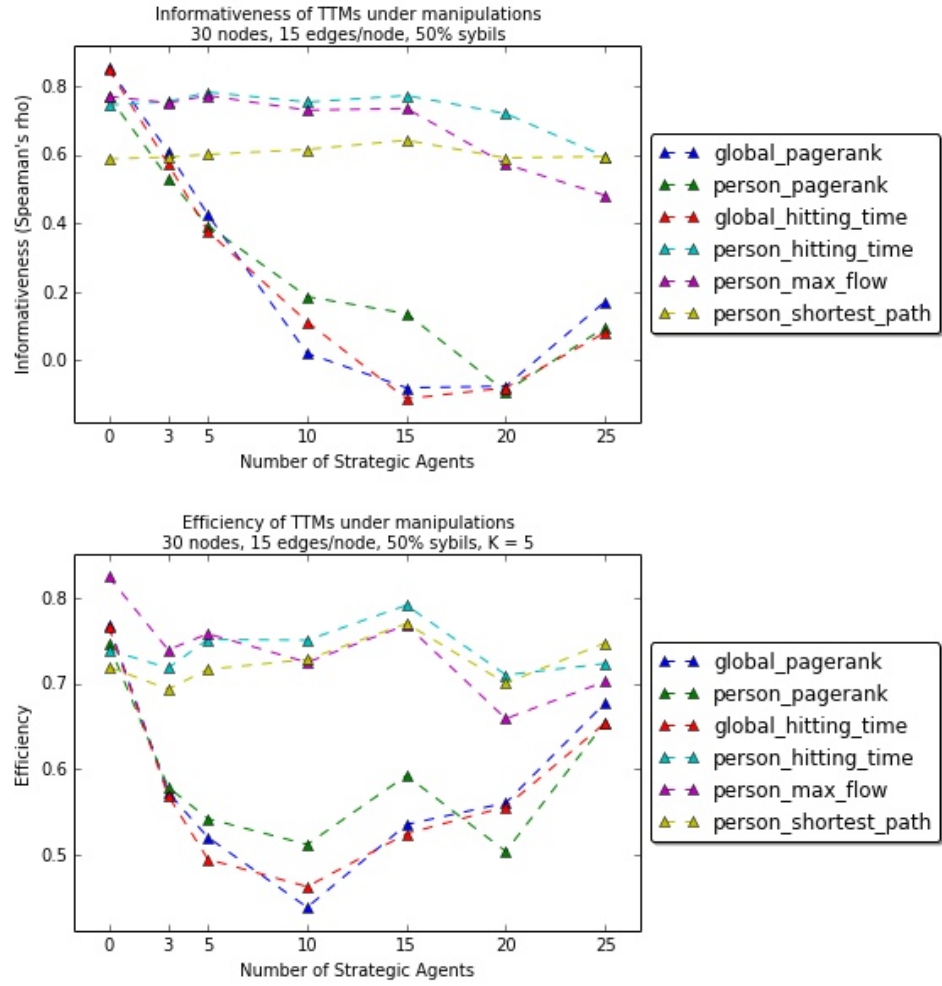 Informativeness of TTMs under manipulations
30 nodes, 15 edges/node, 50% sybils
Informativeness (Speaman's rho)
0.8
0.6
0.4
0.2
0.0
0 3 5 10 15 20 25
Number of Strategic Agents
global_pagerank
person_pagerank
global_hitting_time
person_hitting_time
person_max_flow
person_shortest_path
Efficiency of TTMs under manipulations
30 nodes, 15 edges/node, 50% sybils, K = 5
Efficiency
0.8
0.7
0.6
0.5
0 3 5 10 15 20 25
Number of Strategic Agents
global_pagerank
person_pagerank
global_hitting_time
person_hitting_time
person_max_flow
person_shortest_path